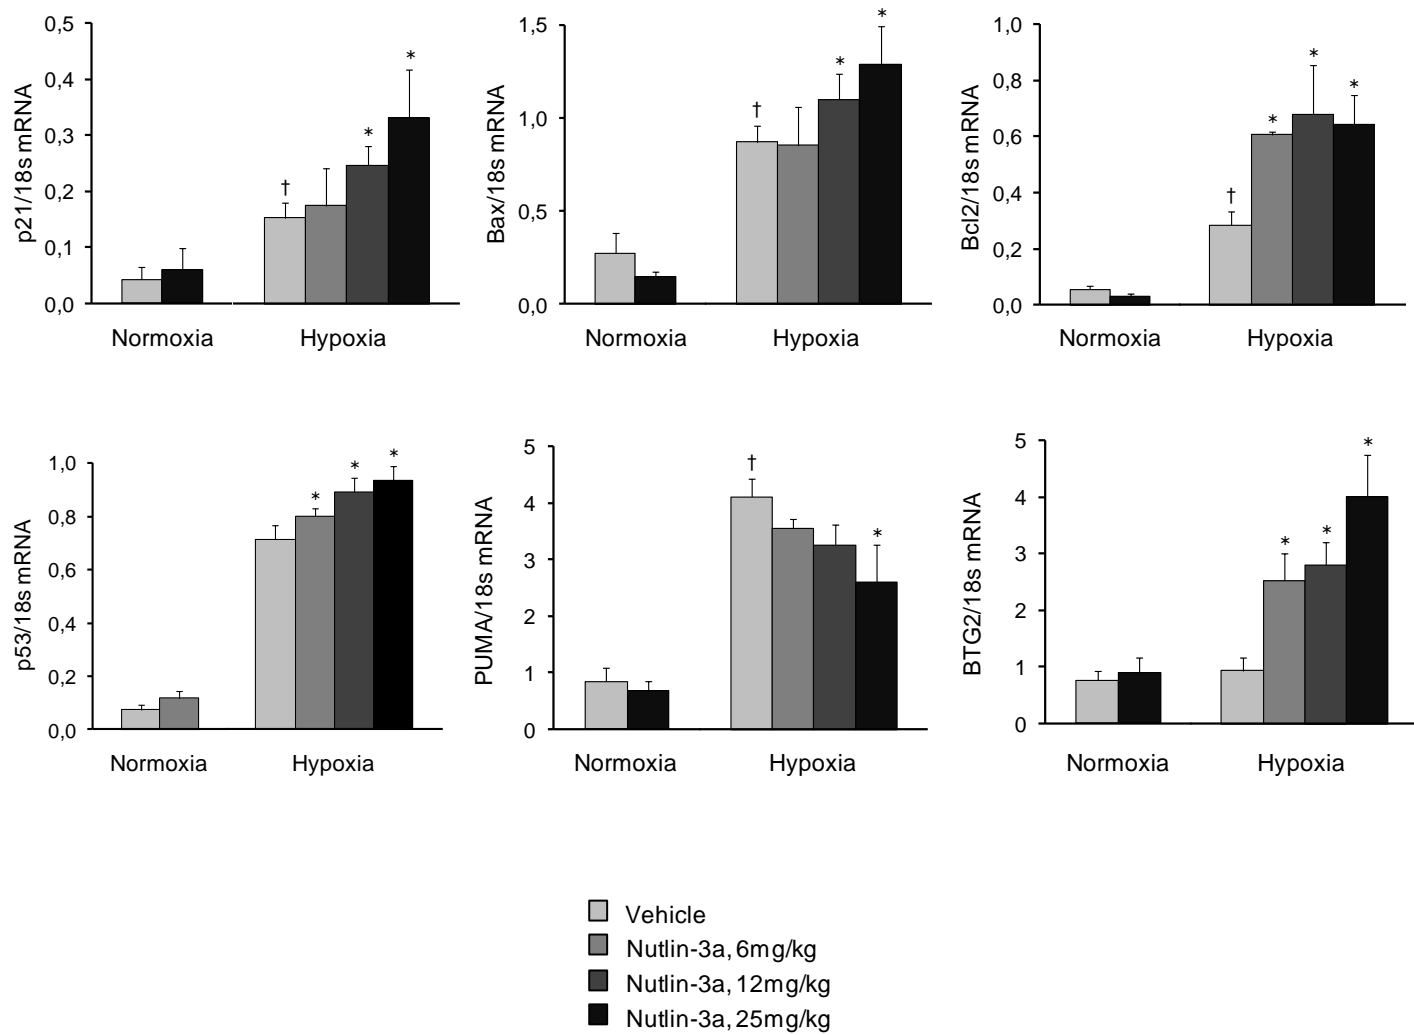 p21/18s mRNA
0,5
0,4
0,3
0,2
0,1
0,0
†
*
*
Normoxia
Hypoxia
Bax/18s mRNA
1,5
1,0
0,5
0,0
†
*
*
Normoxia
Hypoxia
Bcl2/18s mRNA
1,0
0,8
0,6
0,4
0,2
0,0
†
*
*
*
Normoxia
Hypoxia
p53/18s mRNA
1,0
0,8
0,6
0,4
0,2
0,0
*
*
*
Normoxia
Hypoxia
PUMA/18s mRNA
5
4
3
2
1
0
†
*
Normoxia
Hypoxia
BTG2/18s mRNA
5
4
3
2
1
0
*
*
*
Normoxia
Hypoxia
Vehicle
Nutlin-3a, 6mg/kg
Nutlin-3a, 12mg/kg
Nutlin-3a, 25mg/kg